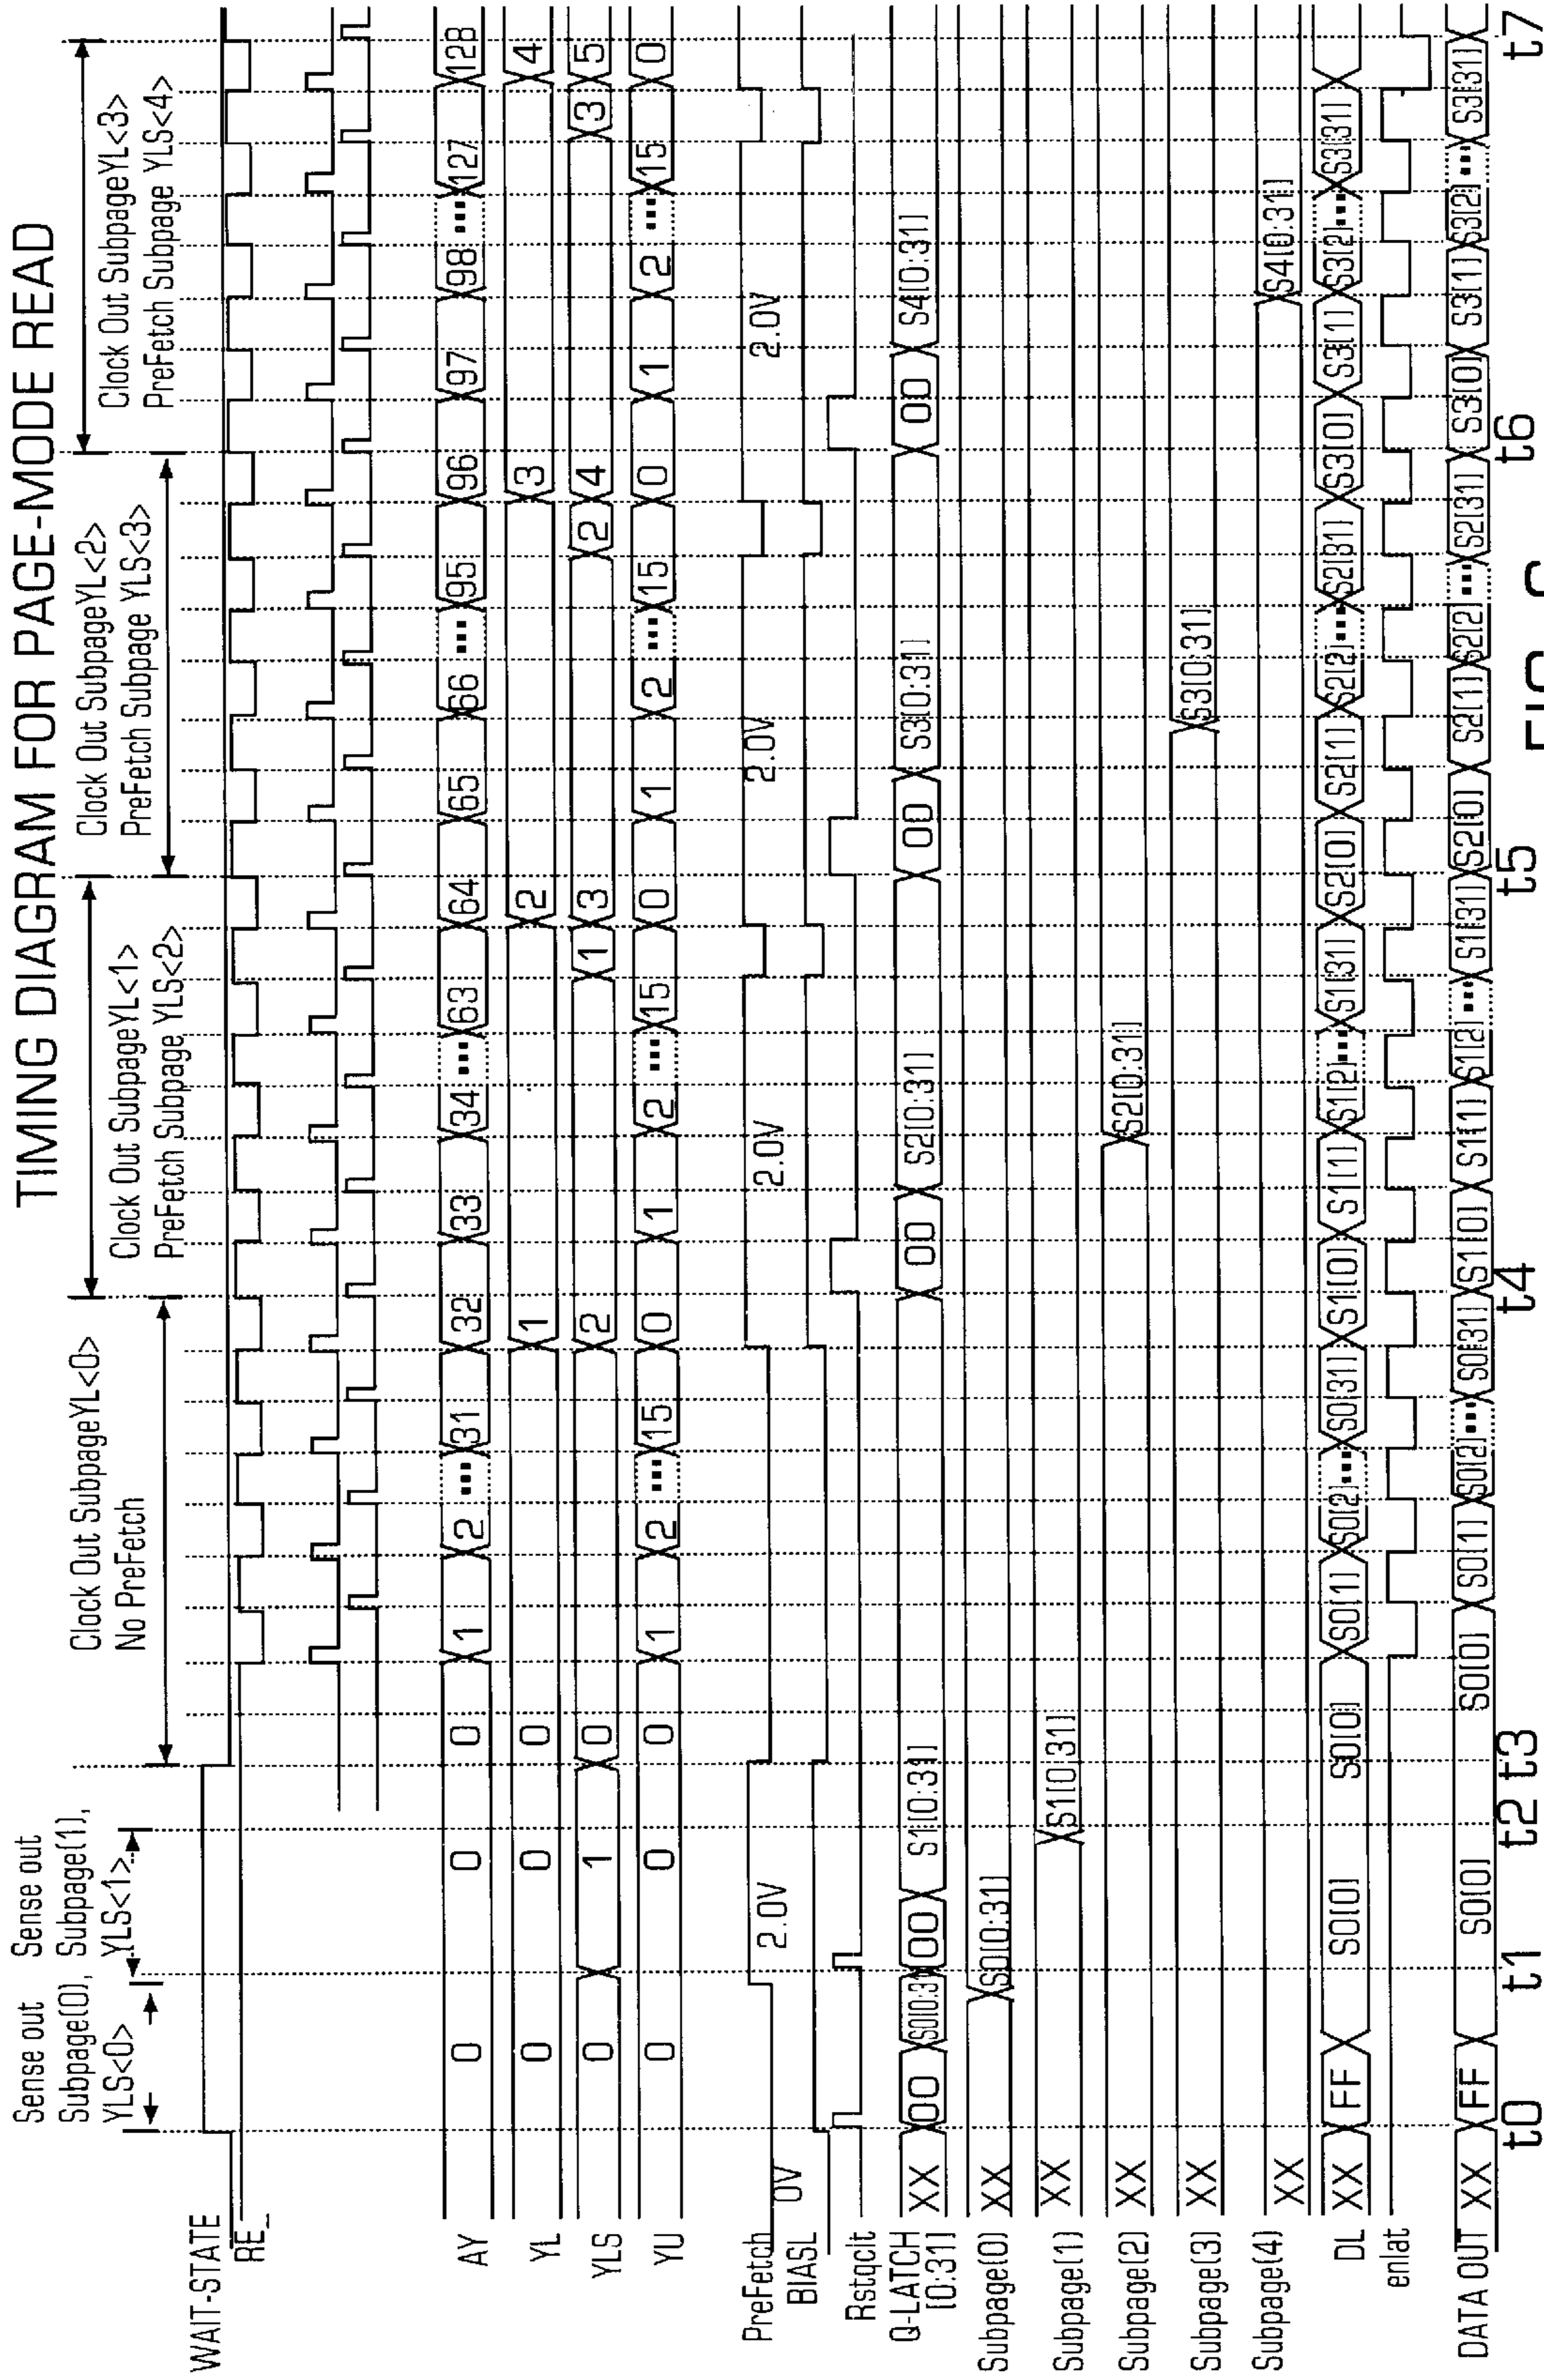 TIMING DIAGRAM FOR PAGE-MODE READ
Sense out
Subpage(0),
YLS<0>
Sense out
Subpage(1),
YLS<1>
Clock Out SubpageYL<0>
No PreFetch
Clock Out SubpageYL<1>
PreFetch Subpage YLS<2>
Clock Out SubpageYL<2>
PreFetch Subpage YLS<3>
Clock Out SubpageYL<3>
PreFetch Subpage YLS<4>
WAIT-STATE
RE_
AY 0 0 0 1 2 ... 31 32 33 34 ... 63 64 65 66 ... 95 96 97 98 ... 127 128
YL 0 0 0 1 2 3 4
YLS 0 1 0 2 1 3 2 4 3 5
YU 0 0 0 1 2 ... 15 0 1 2 ... 15 0 1 2 ... 15 0 1 2 ... 15 0
PreFetch 2.0V 2.0V 2.0V 2.0V
BIASL 0V
Rstqclt
Q-LATCH XX 00 S0[0:31] 00 S1[0:31] 00 S2[0:31] 00 S3[0:31] 00 S4[0:31]
[0:31]
Subpage(0) XX S0[0:31]
Subpage(1) XX S1[0:31]
Subpage(2) XX S2[0:31]
Subpage(3) XX S3[0:31]
Subpage(4) XX S4[0:31]
DL XX FF S0[0] S0[0] S0[1] S0[2] ... S0[31] S1[0] S1[1] S1[2] ... S1[31] S2[0] S2[1] S2[2] ... S2[31] S3[0] S3[1] S3[2] ... S3[31]
enlat
DATA OUT XX FF S0[0] S0[0] S0[1] S0[2] ... S0[31] S1[0] S1[1] S1[2] ... S1[31] S2[0] S2[1] S2[2] ... S2[31] S3[0] S3[1] S3[2] ... S3[31]
t0 t1 t2 t3 t4 t5 t6 t7